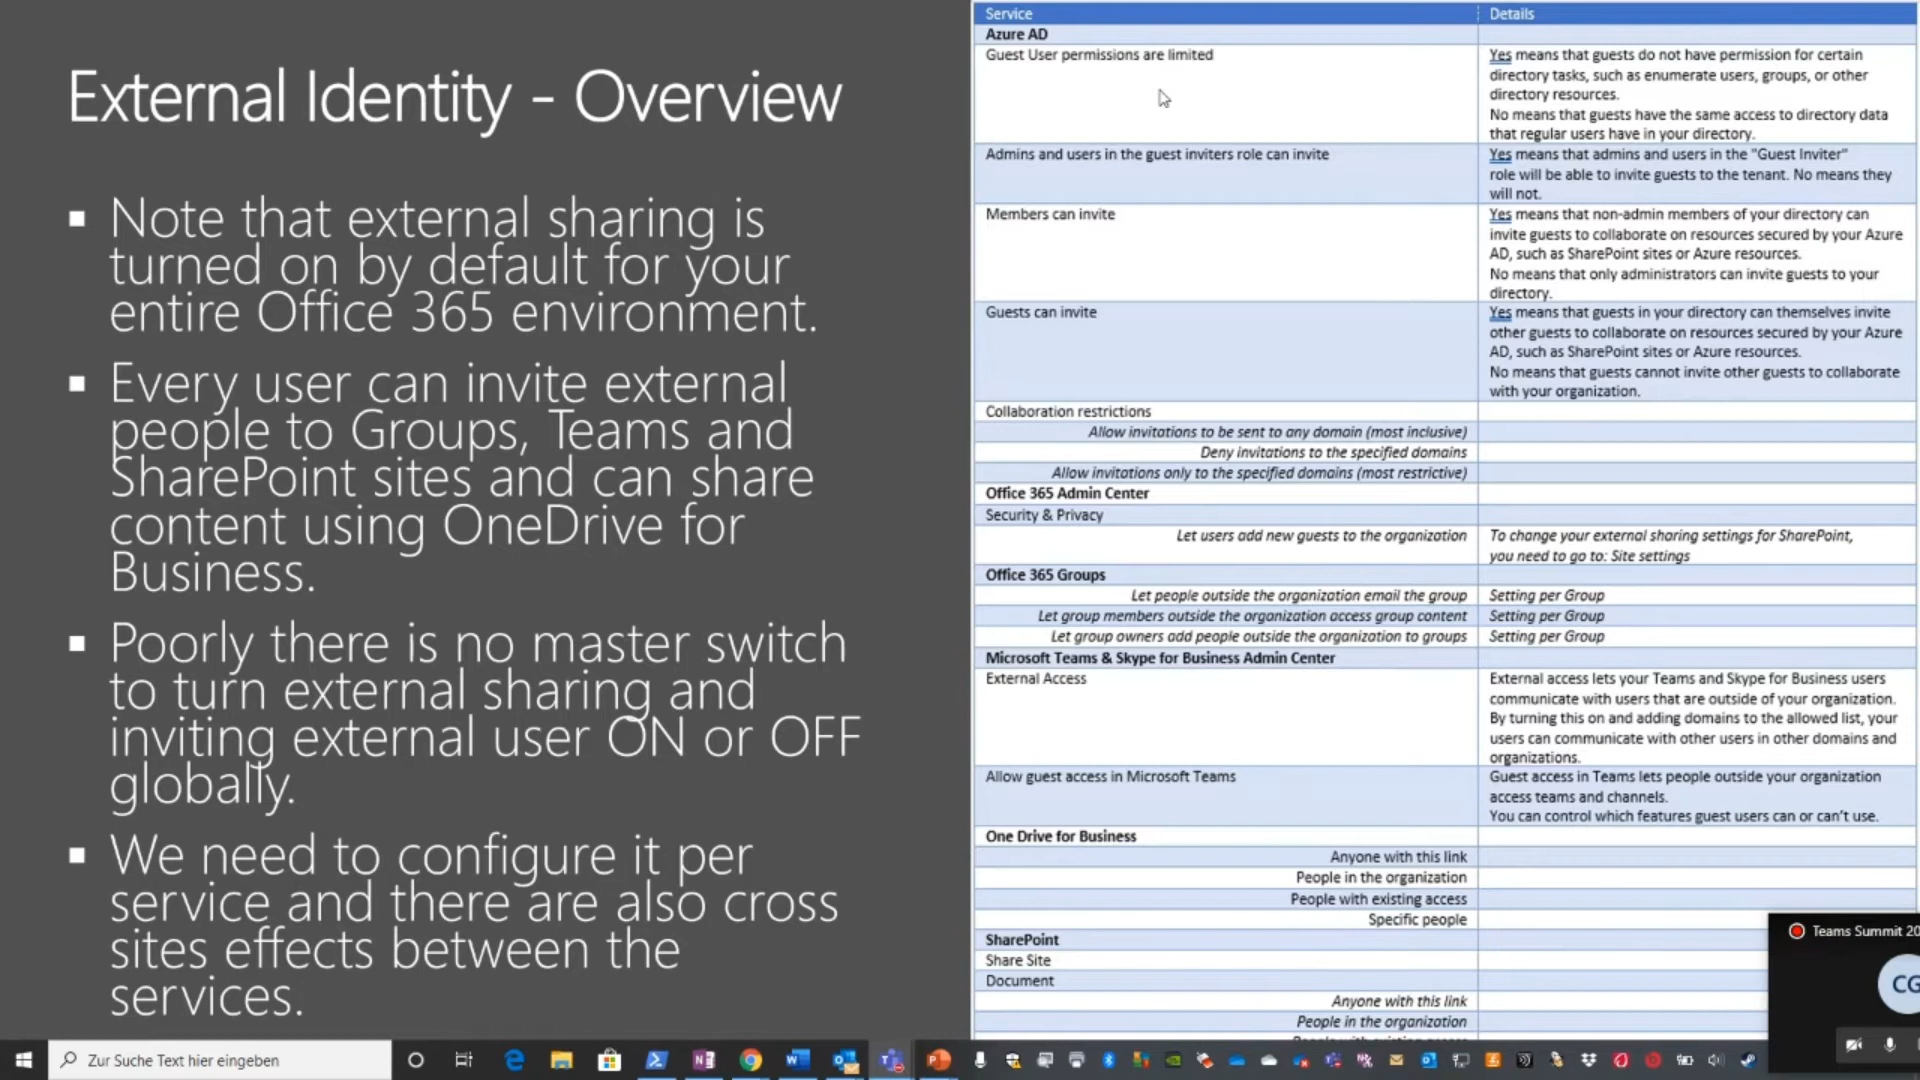 External Identity - Overview
Note that external sharing is
turned on by default for your
entire Office 365 environment.
Every user can invite external
people to Groups, Teams and
SharePoint sites and can share
content using OneDrive for
Business.
Poorly there is no master switch
to turn external sharing and
inviting external user ON or OFF
globally.
We need to configure it per
service and there are also cross
sites effects between the
services.
Service Details
Azure AD
Guest User permissions are limited
Yes means that guests do not have permission for certain
directory tasks, such as enumerate users, groups, or other
directory resources.
No means that guests have the same access to directory data
that regular users have in your directory.
Admins and users in the guest inviters role can invite
Yes means that admins and users in the "Guest Inviter"
role will be able to invite guests to the tenant. No means they
will not.
Members can invite
Yes means that non-admin members of your directory can
invite guests to collaborate on resources secured by your Azure
AD, such as SharePoint sites or Azure resources.
No means that only administrators can invite guests to your
directory.
Guests can invite
Yes means that guests in your directory can themselves invite
other guests to collaborate on resources secured by your Azure
AD, such as SharePoint sites or Azure resources.
No means that guests cannot invite other guests to collaborate
with your organization.
Collaboration restrictions
Allow invitations to be sent to any domain (most inclusive)
Deny invitations to the specified domains
Allow invitations only to the specified domains (most restrictive)
Office 365 Admin Center
Security & Privacy
Let users add new guests to the organization
To change your external sharing settings for SharePoint,
you need to go to: Site settings
Office 365 Groups
Let people outside the organization email the group Setting per Group
Let group members outside the organization access group content Setting per Group
Let group owners add people outside the organization to groups Setting per Group
Microsoft Teams & Skype for Business Admin Center
External Access
External access lets your Teams and Skype for Business users
communicate with users that are outside of your organization.
By turning this on and adding domains to the allowed list, your
users can communicate with other users in other domains and
organizations.
Allow guest access in Microsoft Teams
Guest access in Teams lets people outside your organization
access teams and channels.
You can control which features guest users can or can't use.
One Drive for Business
Anyone with this link
People in the organization
People with existing access
Specific people
SharePoint
Share Site
Document
Anyone with this link
People in the organization
Teams Summit 20
CG
Zur Suche Text hier eingeben